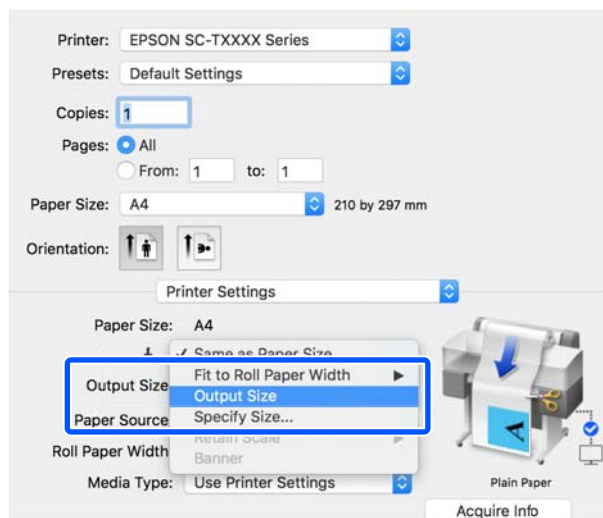 Printer: EPSON SC-TXXXX Series
Presets: Default Settings
Copies: 1
Pages: All
From: 1 to: 1
Paper Size: A4 210 by 297 mm
Orientation:
Printer Settings
Paper Size: A4
Same as Paper Size
Output Size Fit to Roll Paper Width
Output Size
Paper Source Specify Size...
Retain Scale
Roll Paper Width Banner
Media Type: Use Printer Settings
Plain Paper
Acquire Info